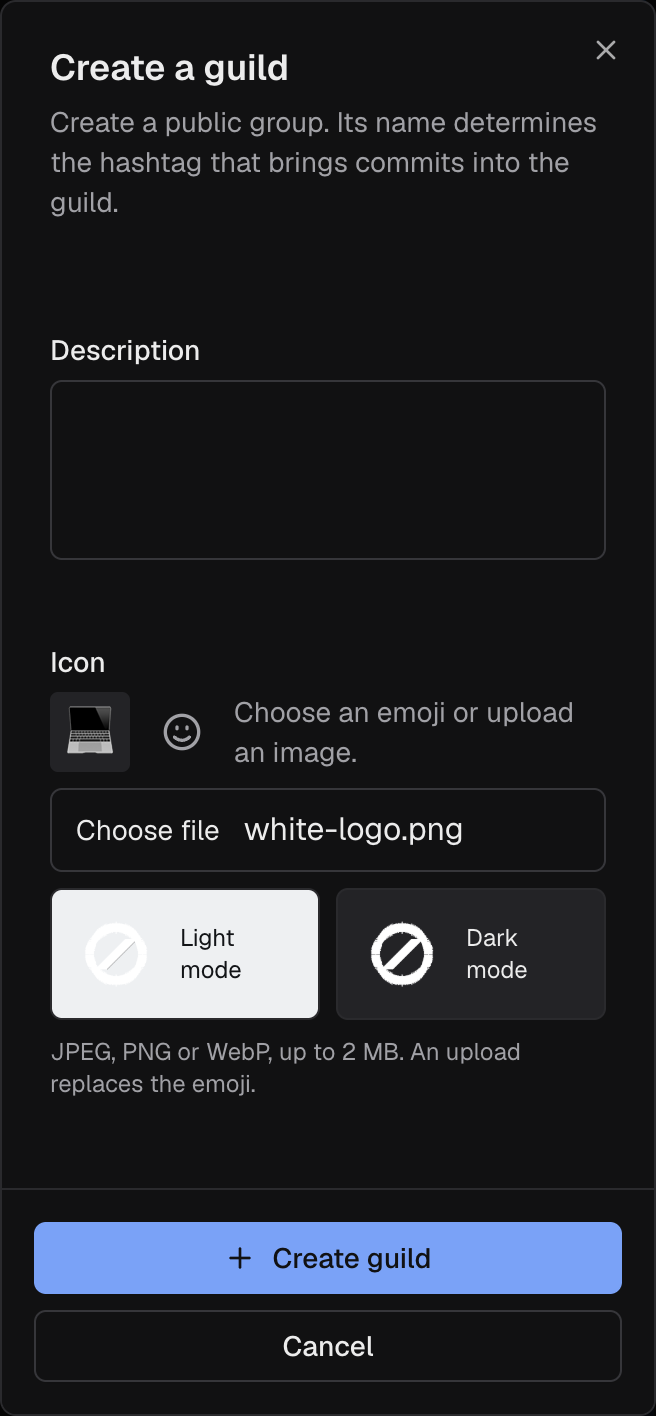 Create a guild
Create a public group. Its name determines
the hashtag that brings commits into the
guild.
Description
Icon
Choose an emoji or upload
an image.
Choose file white-logo.png
Light
mode
Dark
mode
JPEG, PNG or WebP, up to 2 MB. An upload
replaces the emoji.
Create guild
Cancel